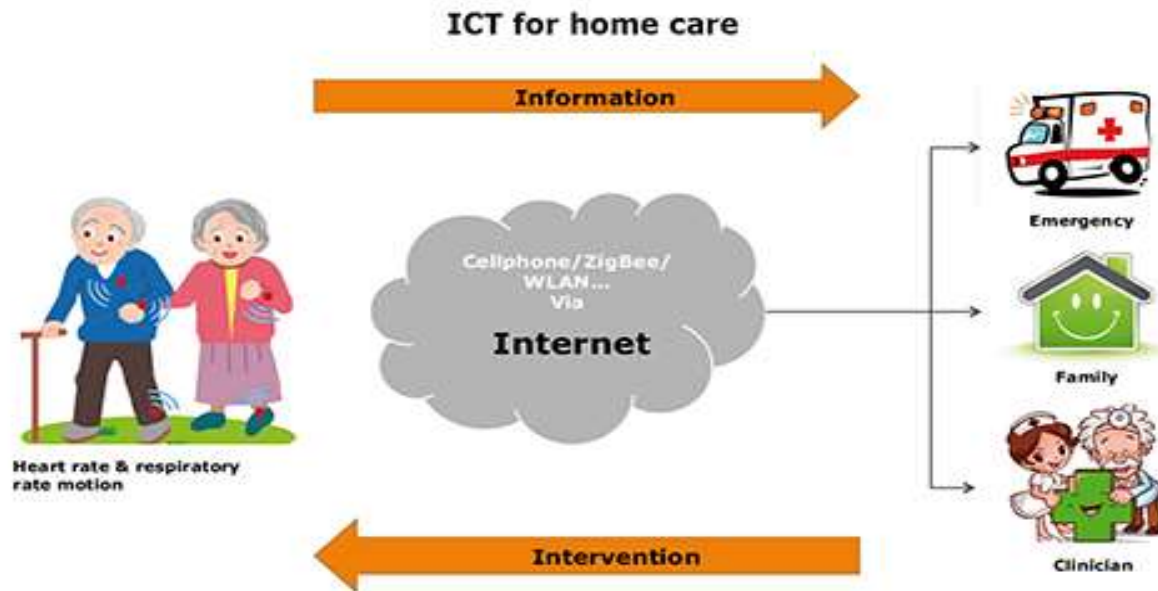 ICT for home care
Information
Emergency
Cellphone/ZigBee/
WLAN...
Via
Internet
Family
Heart rate & respiratory
rate motion
Intervention
Clinician